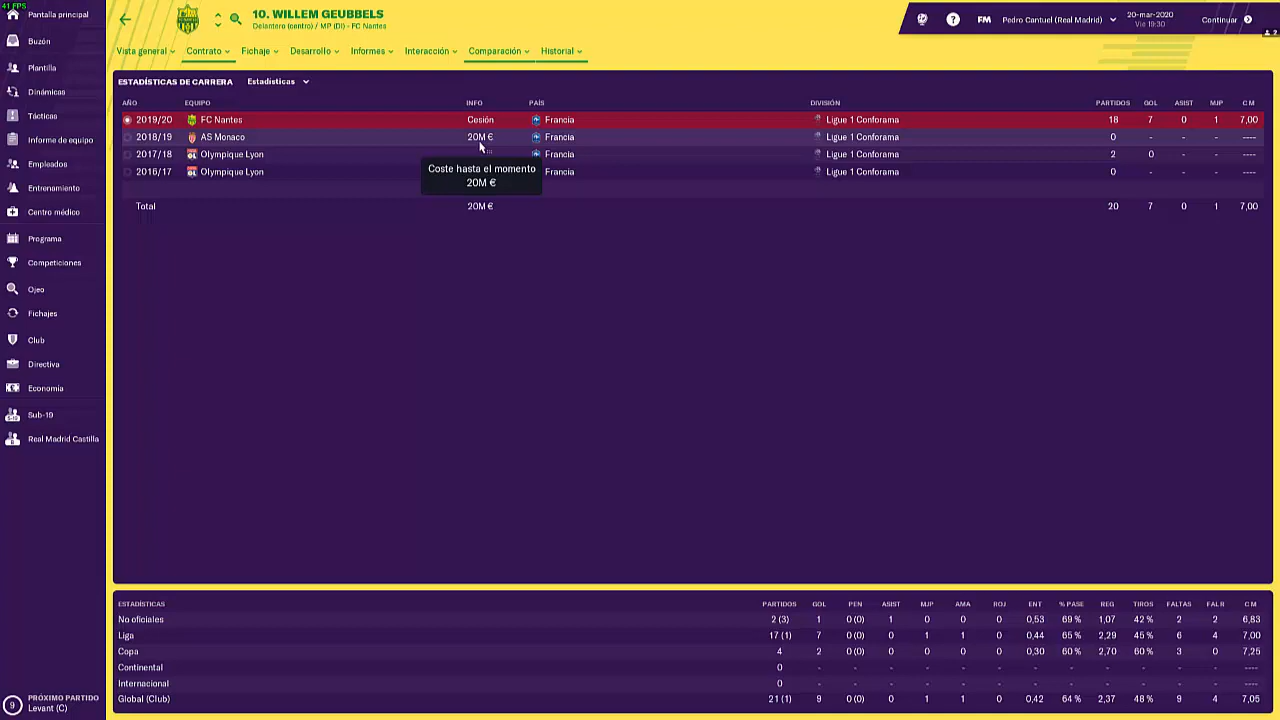 41 FPS
Pantalla principal
Buzón
Plantilla
Dinámicas
Tácticas
Informe de equipo
Empleados
Entrenamiento
Centro médico
Programa
Competiciones
Ojeo
Fichajes
Club
Directiva
Economía
Sub-19
Real Madrid Castilla
9 PRÓXIMO PARTIDO
Levant (C)
10. WILLEM GEUBBELS
Delantero (centro) / MP (DI) - FC Nantes
FM Pedro Cantuel (Real Madrid) 20-mar-2020
Vie 19:30
Continuar
2
Vista general Contrato Fichaje Desarrollo Informes Interacción Comparación Historial
ESTADÍSTICAS DE CARRERA Estadísticas
AÑO EQUIPO INFO PAÍS DIVISIÓN PARTIDOS GOL ASIST MJP C M
2019/20 FC Nantes Cesión Francia Ligue 1 Conforama 18 7 0 1 7,00
2018/19 AS Monaco 20M € Francia Ligue 1 Conforama 0 - - - ----
2017/18 Olympique Lyon Francia Ligue 1 Conforama 2 0 - - ----
2016/17 Olympique Lyon Francia Ligue 1 Conforama 0 - - - ----
Coste hasta el momento
20M €
Total 20M € 20 7 0 1 7,00
ESTADÍSTICAS PARTIDOS GOL PEN ASIST MJP AMA ROJ ENT % PASE REG TIROS FALTAS FAL R C M
No oficiales 2 (3) 1 0 (0) 1 0 0 0 0,53 69 % 1,07 42 % 2 2 6,83
Liga 17 (1) 7 0 (0) 0 1 1 0 0,44 65 % 2,29 45 % 6 4 7,00
Copa 4 2 0 (0) 0 0 0 0 0,30 60 % 2,70 60 % 3 0 7,25
Continental 0 - - - - - - - - - - - - ----
Internacional 0 - - - - - - - - - - - - ----
Global (Club) 21 (1) 9 0 (0) 0 1 1 0 0,42 64 % 2,37 48 % 9 4 7,05